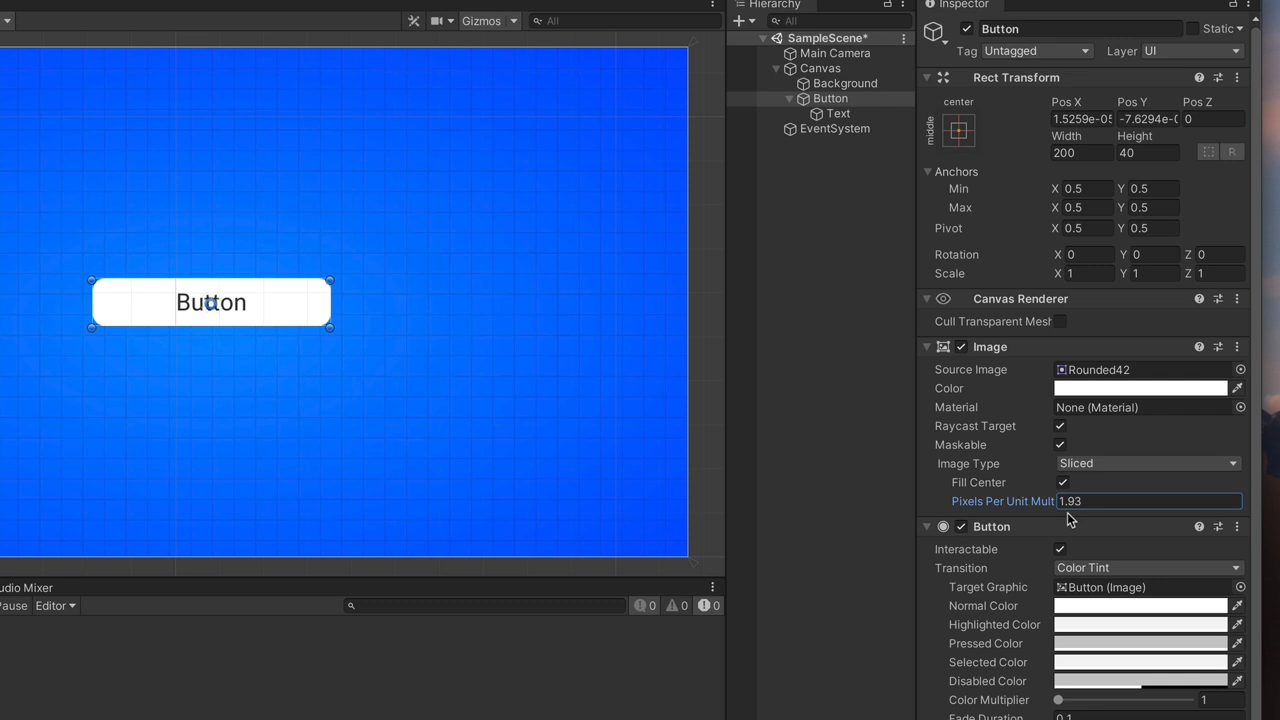 Gizmos
All
Button
udio Mixer
ause
Editor
0
0
0
Hierarchy
All
SampleScene*
Main Camera
Canvas
Background
Button
Text
EventSystem
Inspector
Button
Static
Tag Untagged Layer UI
Rect Transform
center
middle
Pos X Pos Y Pos Z
1.5259e-05 -7.6294e-0 0
Width Height
200 40
R
Anchors
Min X 0.5 Y 0.5
Max X 0.5 Y 0.5
Pivot X 0.5 Y 0.5
Rotation X 0 Y 0 Z 0
Scale X 1 Y 1 Z 1
Canvas Renderer
Cull Transparent Mesh
Image
Source Image Rounded42
Color
Material None (Material)
Raycast Target
Maskable
Image Type Sliced
Fill Center
Pixels Per Unit Mult 1.93
Button
Interactable
Transition Color Tint
Target Graphic Button (Image)
Normal Color
Highlighted Color
Pressed Color
Selected Color
Disabled Color
Color Multiplier 1
Fade Duration 0.1